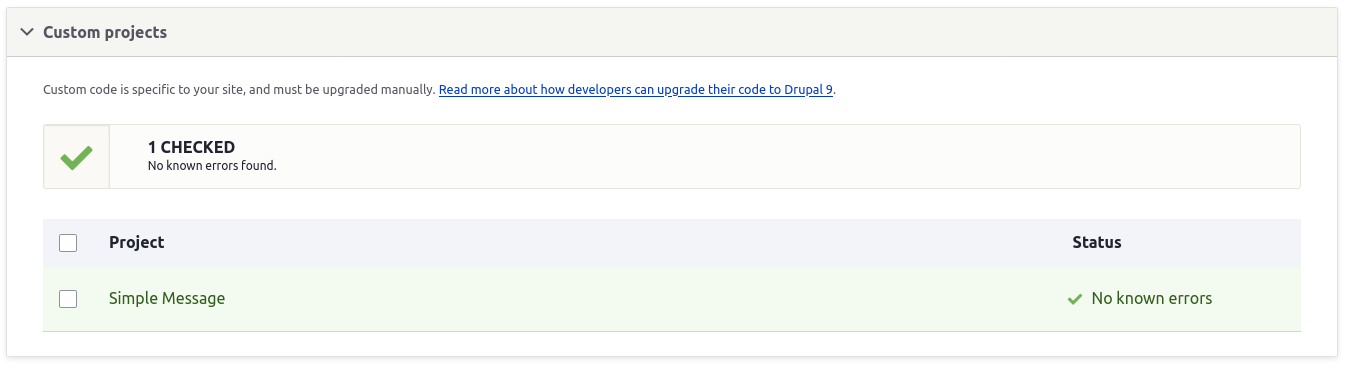 Custom projects
Custom code is specific to your site, and must be upgraded manually. Read more about how developers can upgrade their code to Drupal 9.
1 CHECKED
No known errors found.
Project Status
Simple Message No known errors